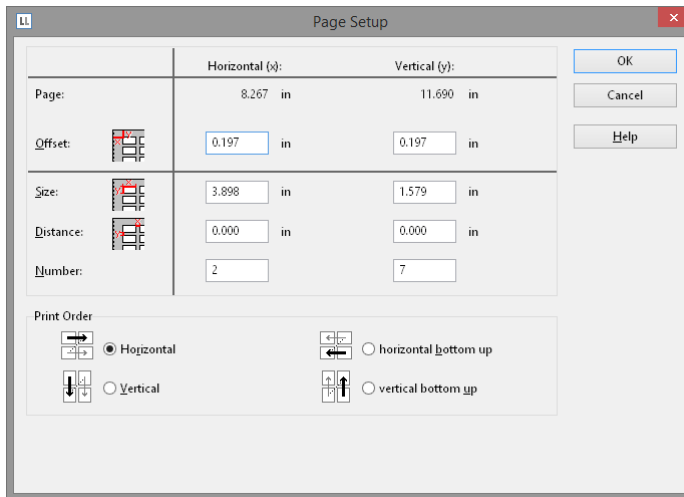 LL Page Setup
Horizontal (x): Vertical (y): OK
Page: 8.267 in 11.690 in Cancel
Offset: 0.197 in 0.197 in Help
Size: 3.898 in 1.579 in
Distance: 0.000 in 0.000 in
Number: 2 7
Print Order
Horizontal horizontal bottom up
Vertical vertical bottom up